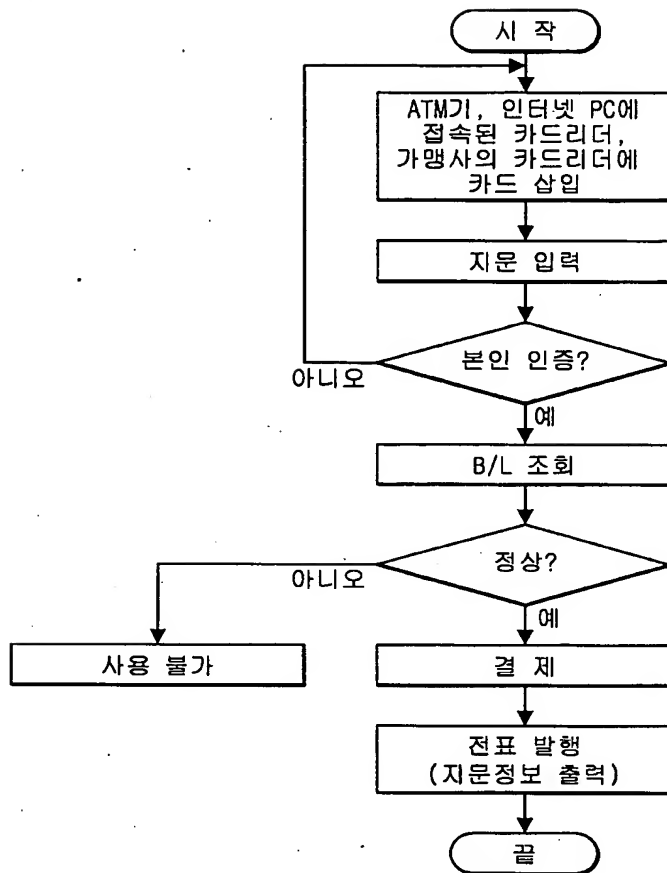 시 작
ATM기, 인터넷 PC에
접속된 카드리더,
가맹사의 카드리더에
카드 삽입
지문 입력
본인 인증?
아니오
예
B/L 조회
정상?
아니오
예
사용 불가
결 제
전표 발행
(지문정보 출력)
끝